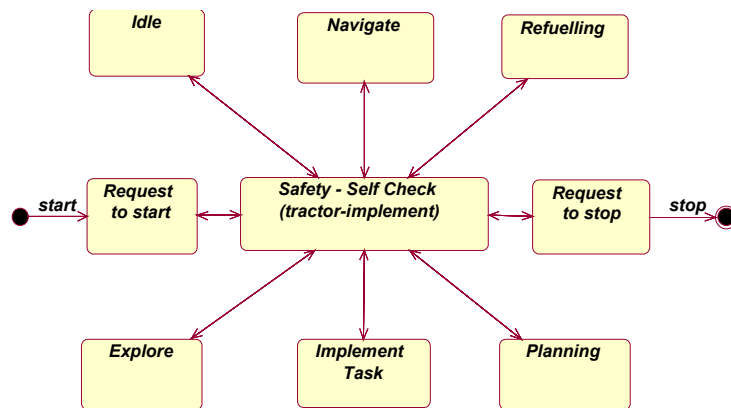 Idle
Navigate
Refuelling
start
Request
to start
Safety - Self Check
(tractor-implement)
Request
to stop
stop
Explore
Implement
Task
Planning